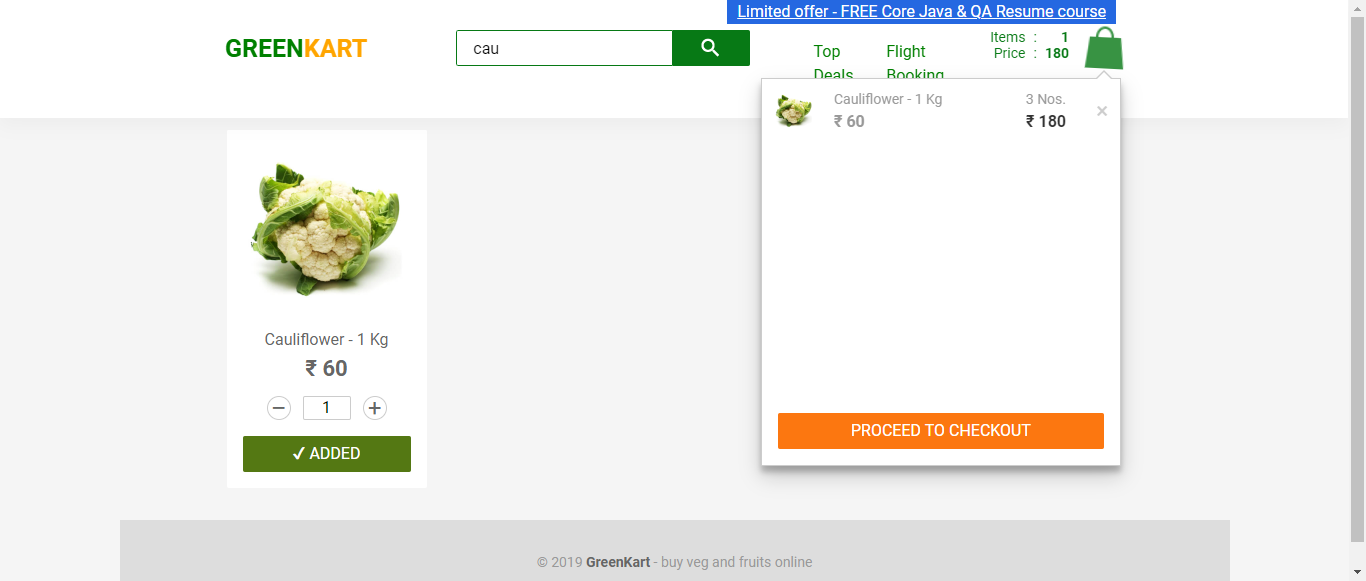 Limited offer - FREE Core Java & QA Resume course
GREENKART
cau
Top
Deals
Flight
Booking
Items : 1
Price : 180
Cauliflower - 1 Kg
₹ 60
3 Nos.
₹ 180
×
PROCEED TO CHECKOUT
Cauliflower - 1 Kg
₹ 60
− 1 +
✓ ADDED
© 2019 GreenKart - buy veg and fruits online